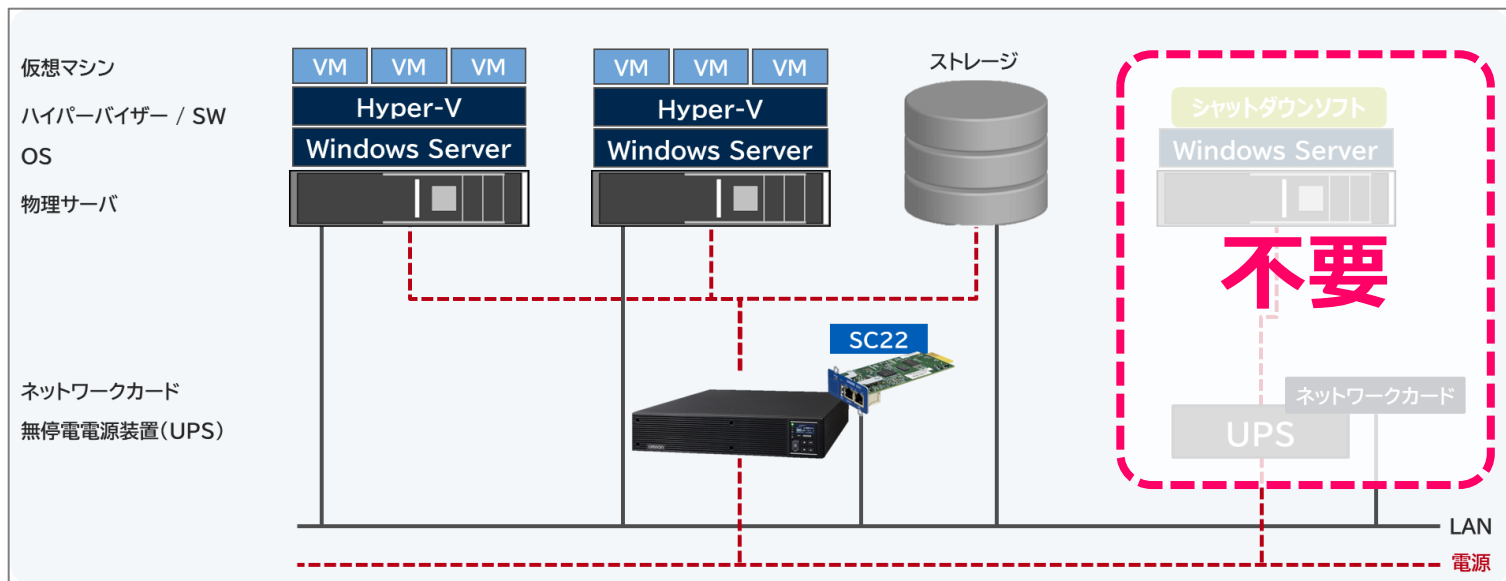 仮想マシン
VM VM VM
VM VM VM
ストレージ
ハイパーバイザー / SW
Hyper-V
Hyper-V
シャットダウンソフト
OS
Windows Server
Windows Server
Windows Server
物理サーバ
不要
SC22
ネットワークカード
ネットワークカード
無停電電源装置(UPS)
OMRON
UPS
LAN
電源